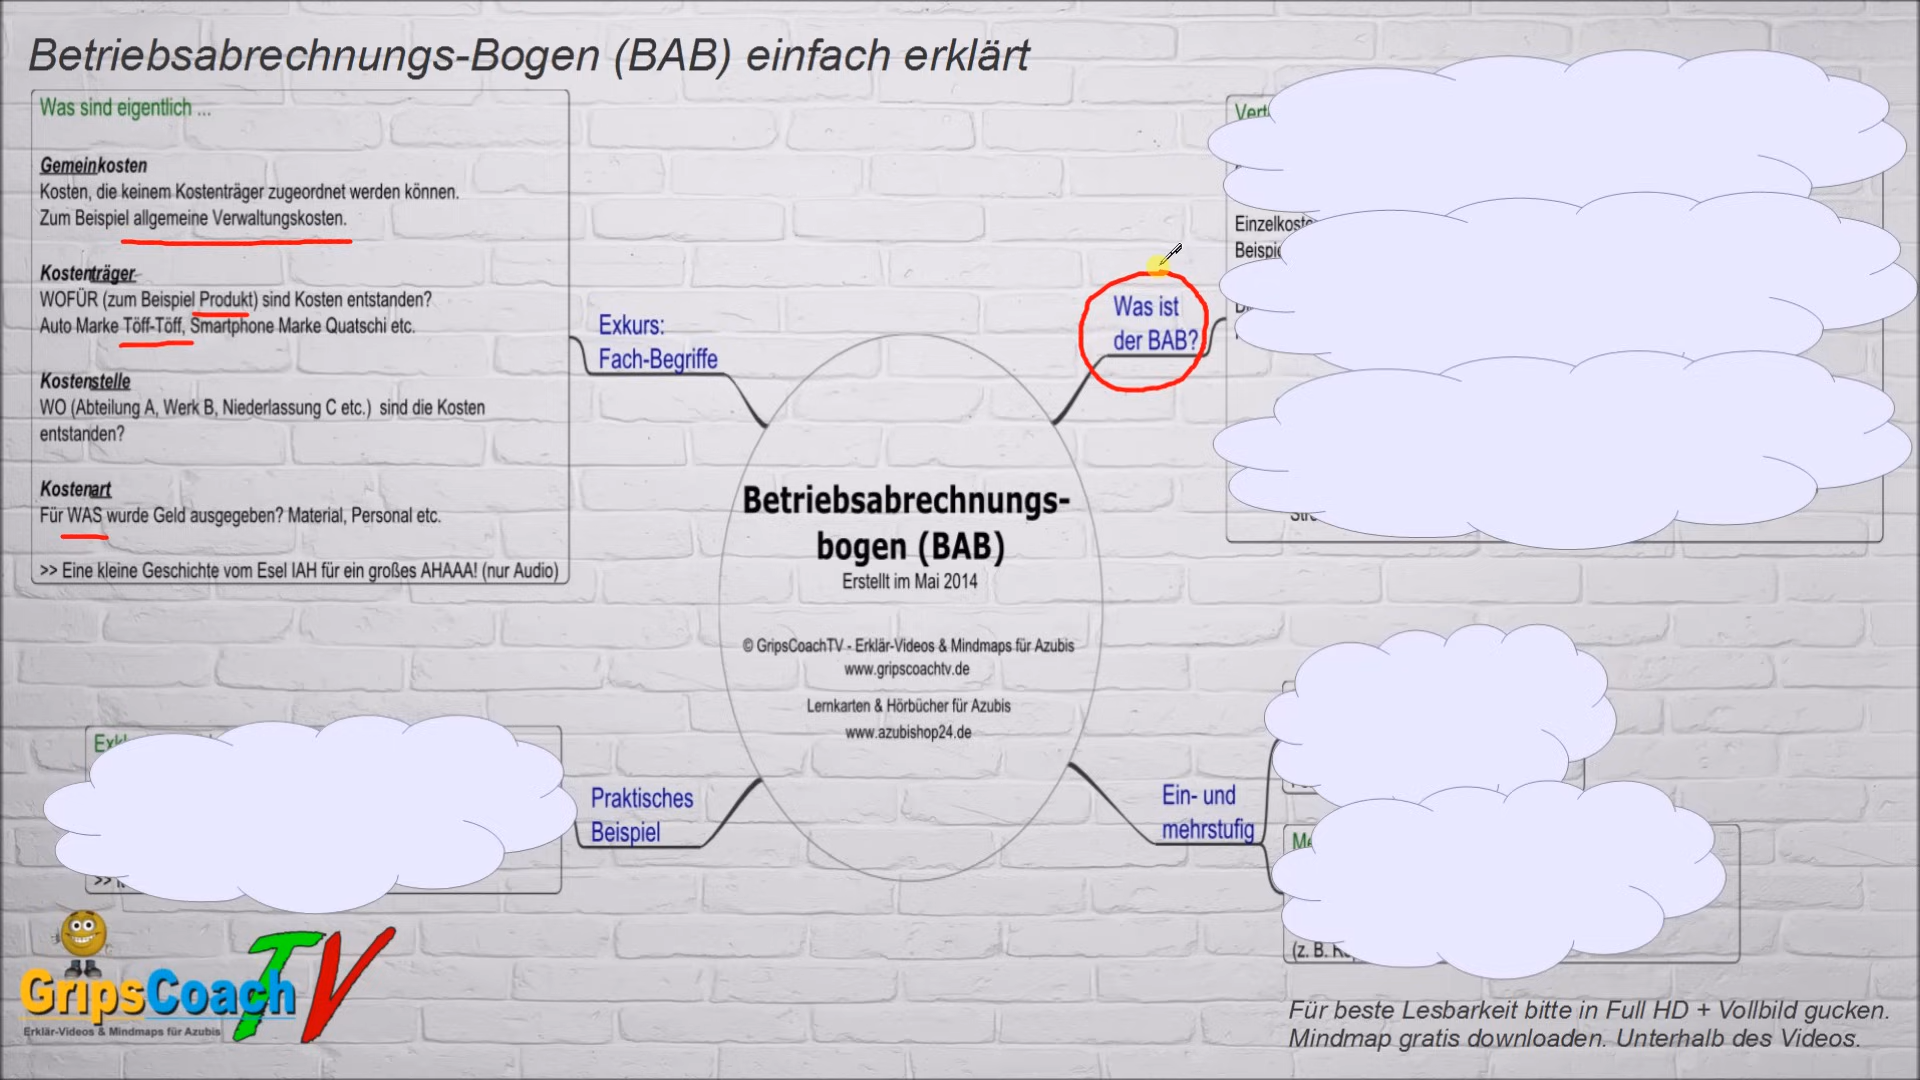 Betriebsabrechnungs-Bogen (BAB) einfach erklärt
Was sind eigentlich ...
Gemeinkosten
Kosten, die keinem Kostenträger zugeordnet werden können.
Zum Beispiel allgemeine Verwaltungskosten.
Kostenträger
WOFÜR (zum Beispiel Produkt) sind Kosten entstanden?
Auto Marke Töff-Töff, Smartphone Marke Quatschi etc.
Kostenstelle
WO (Abteilung A, Werk B, Niederlassung C etc.) sind die Kosten
entstanden?
Kostenart
Für WAS wurde Geld ausgegeben? Material, Personal etc.
>> Eine kleine Geschichte vom Esel IAH für ein großes AHAAA! (nur Audio)
Exkurs:
Fach-Begriffe
Was ist
der BAB?
Betriebsabrechnungs-
bogen (BAB)
Erstellt im Mai 2014
© GripsCoachTV - Erklär-Videos & Mindmaps für Azubis
www.gripscoachtv.de
Lernkarten & Hörbücher für Azubis
www.azubishop24.de
Praktisches
Beispiel
Ein- und
mehrstufig
(z. B.
>>
GripsCoach TV
Erklär-Videos & Mindmaps für Azubis
Für beste Lesbarkeit bitte in Full HD + Vollbild gucken.
Mindmap gratis downloaden. Unterhalb des Videos.